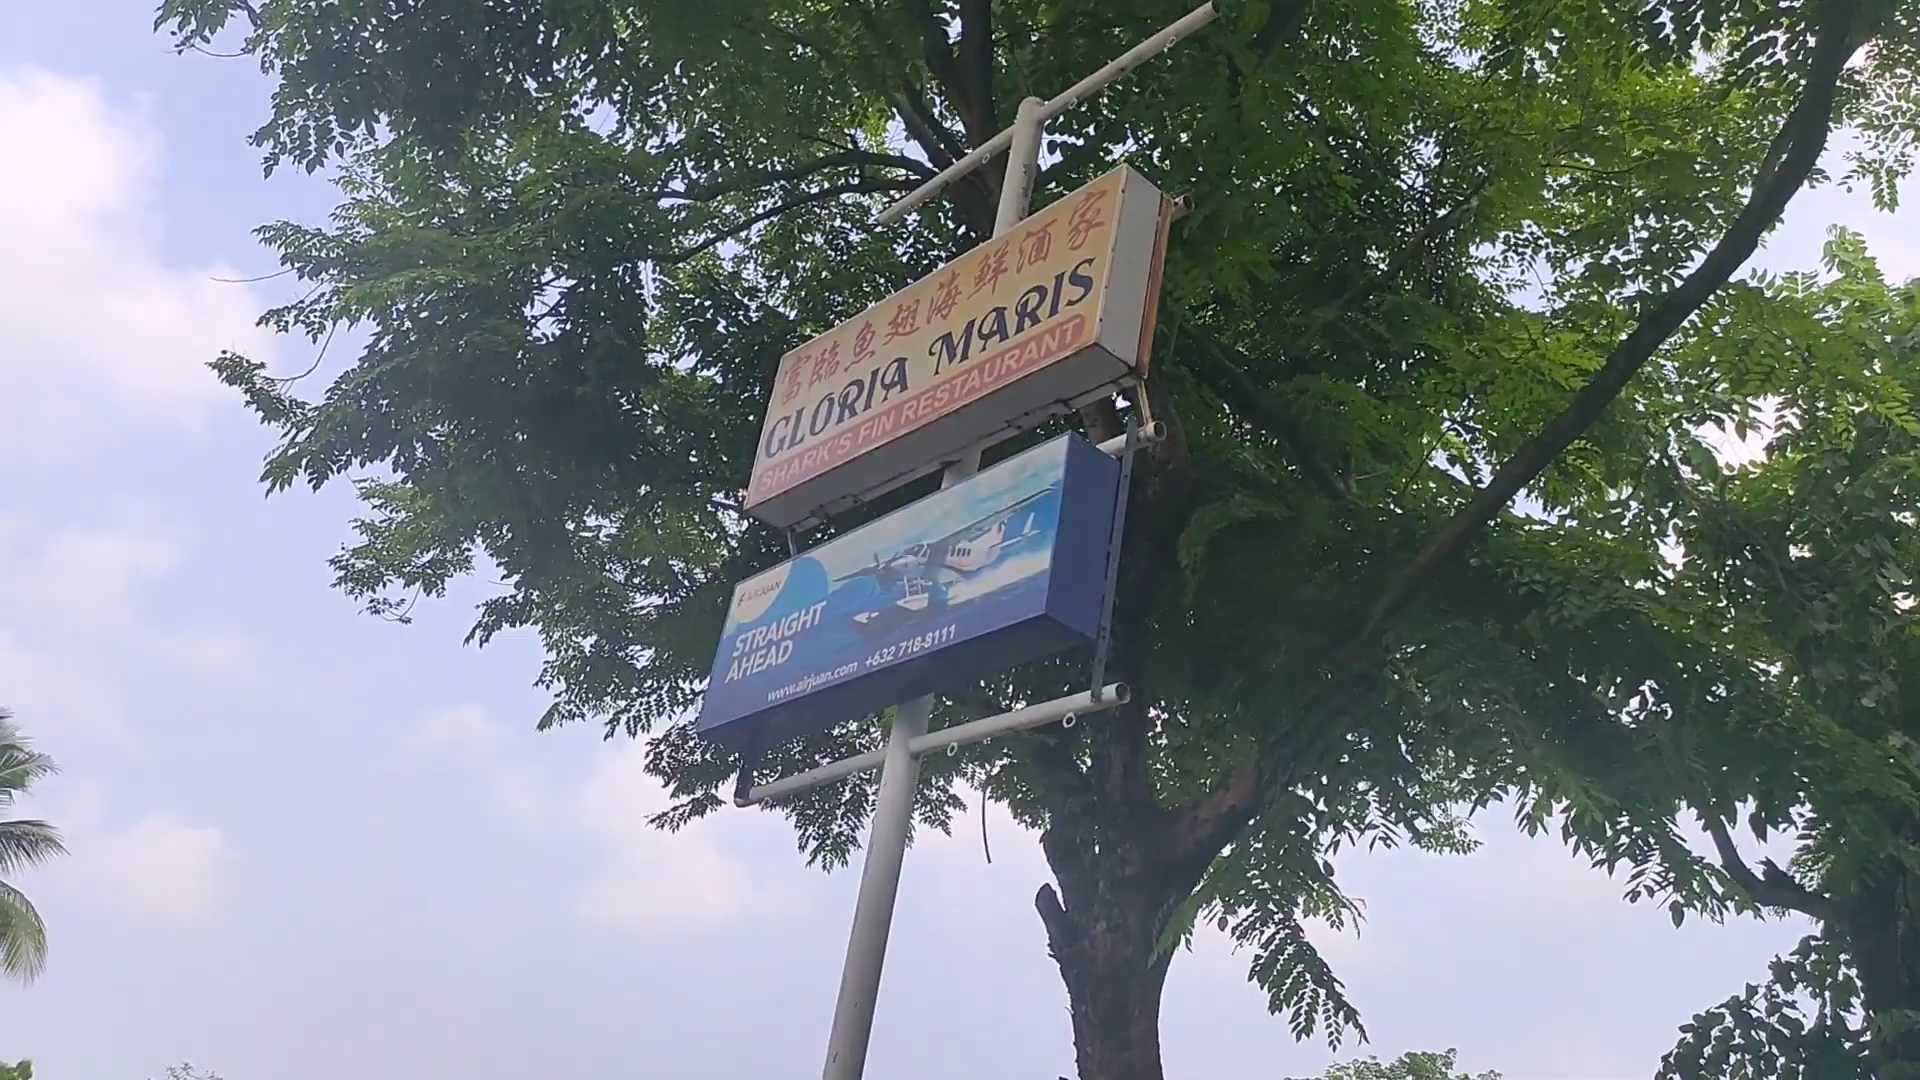 富臨魚翅海鮮酒家
GLORIA MARIS
SHARK'S FIN RESTAURANT
AIRJUAN
STRAIGHT
AHEAD
www.airjuan.com +632 718-8111